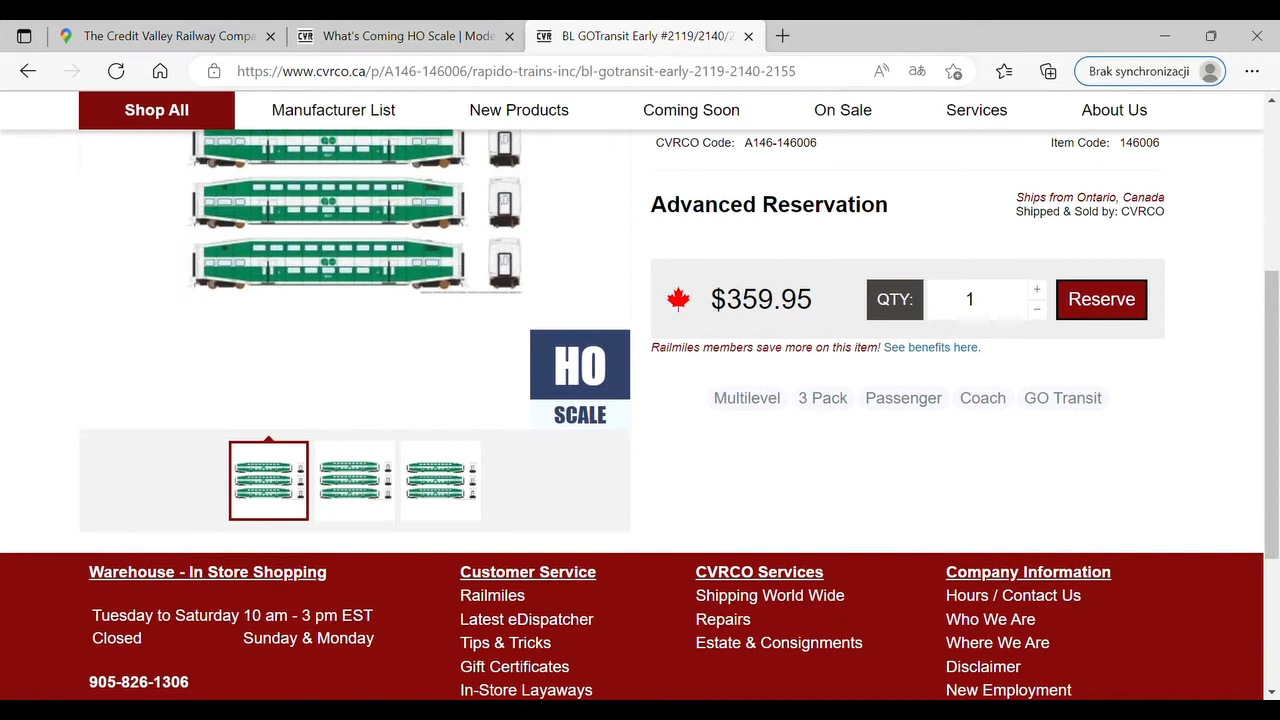 The Credit Valley Railway Compa
CVR What's Coming HO Scale | Mode
CVR BL GOTransit Early #2119/2140/2
https://www.cvrco.ca/p/A146-146006/rapido-trains-inc/bl-gotransit-early-2119-2140-2155
Brak synchronizacji
Shop All
Manufacturer List
New Products
Coming Soon
On Sale
Services
About Us
CVRCO Code: A146-146006
Item Code: 146006
Advanced Reservation
Ships from Ontario, Canada
Shipped & Sold by: CVRCO
$359.95
QTY:
1
Reserve
Railmiles members save more on this item! See benefits here.
Multilevel
3 Pack
Passenger
Coach
GO Transit
HO
SCALE
Warehouse - In Store Shopping
Tuesday to Saturday 10 am - 3 pm EST
Closed Sunday & Monday
905-826-1306
Customer Service
Railmiles
Latest eDispatcher
Tips & Tricks
Gift Certificates
In-Store Layaways
CVRCO Services
Shipping World Wide
Repairs
Estate & Consignments
Company Information
Hours / Contact Us
Who We Are
Where We Are
Disclaimer
New Employment